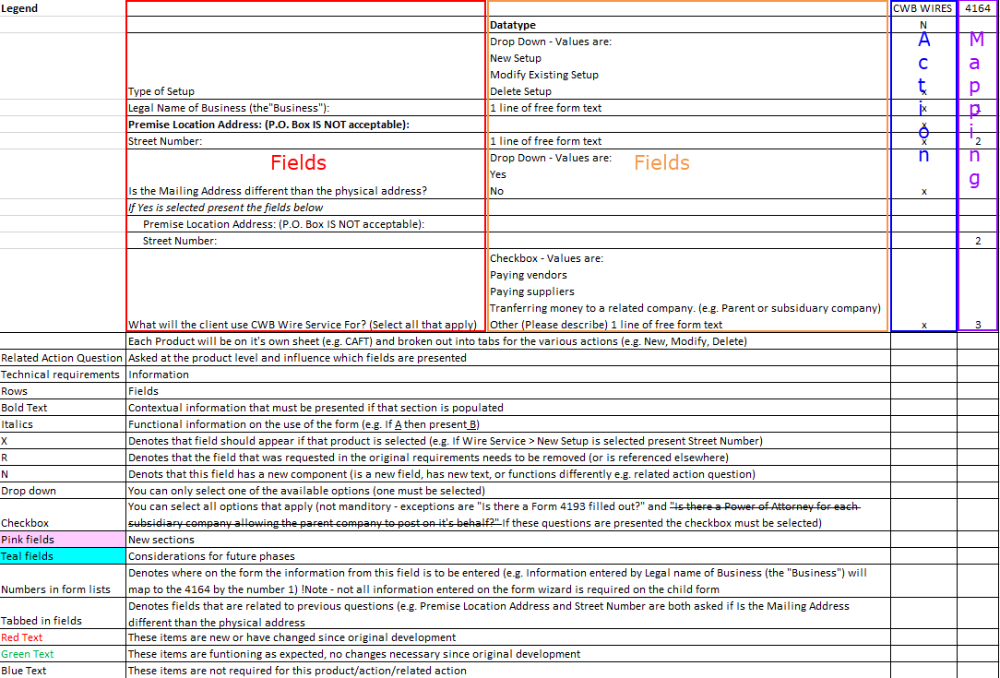 Legend CWB WIRES 4164
Datatype N
Drop Down - Values are:
New Setup
Modify Existing Setup
Type of Setup Delete Setup x
Legal Name of Business (the"Business"): 1 line of free form text x 1
Premise Location Address: (P.O. Box IS NOT acceptable): x
Street Number: 1 line of free form text x 2
Drop Down - Values are:
Yes
Is the Mailing Address different than the physical address? No x
Fields
Fields
Action
Mapping
If Yes is selected present the fields below
Premise Location Address: (P.O. Box IS NOT acceptable):
Street Number: 2
Checkbox - Values are:
Paying vendors
Paying suppliers
Tranferring money to a related company. (e.g. Parent or subsiduary company)
What will the client use CWB Wire Service For? (Select all that apply) Other (Please describe) 1 line of free form text x 3
Each Product will be on it's own sheet (e.g. CAFT) and broken out into tabs for the various actions (e.g. New, Modify, Delete)
Related Action Question Asked at the product level and influence which fields are presented
Technical requirements Information
Rows Fields
Bold Text Contextual information that must be presented if that section is populated
Italics Functional information on the use of the form (e.g. If A then present B)
X Denotes that field should appear if that product is selected (e.g. If Wire Service > New Setup is selected present Street Number)
R Denotes that the field that was requested in the original requirements needs to be removed (or is referenced elsewhere)
N Denots that this field has a new component (is a new field, has new text, or functions differently e.g. related action question)
Drop down You can only select one of the available options (one must be selected)
You can select all options that apply (not manditory - exceptions are "Is there a Form 4193 filled out?" and "Is there a Power of Attorney for each
Checkbox subsidiary company allowing the parent company to post on it's behalf?" If these questions are presented the checkbox must be selected)
Pink fields New sections
Teal fields Considerations for future phases
Denotes where on the form the information from this field is to be entered (e.g. Information entered by Legal name of Business (the "Business") will
Numbers in form lists map to the 4164 by the number 1) !Note - not all information entered on the form wizard is required on the child form
Denotes fields that are related to previous questions (e.g. Premise Location Address and Street Number are both asked if Is the Mailing Address
Tabbed in fields different than the physical address
Red Text These items are new or have changed since original development
Green Text These items are funtioning as expected, no changes necessary since original development
Blue Text These items are not required for this product/action/related action